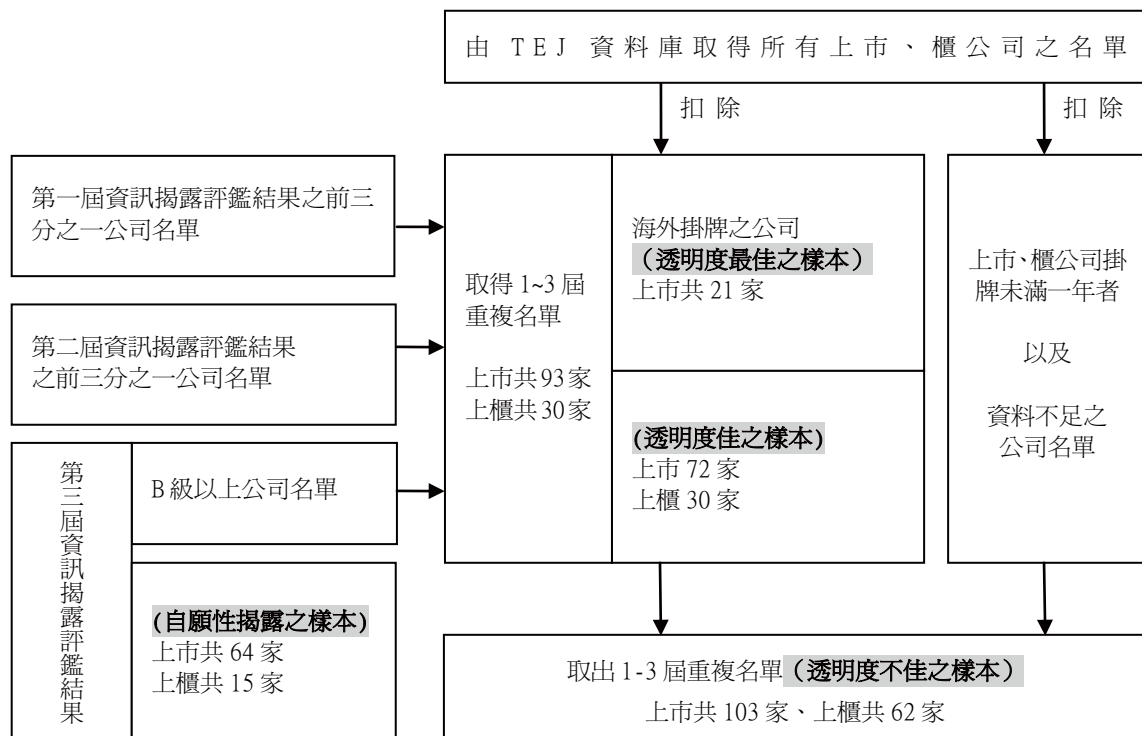 由 TEJ 資料庫取得所有上市、櫃公司之名單
扣除
扣除
第一屆資訊揭露評鑑結果之前三
分之一公司名單
第二屆資訊揭露評鑑結果
之前三分之一公司名單
第三屆資訊揭露評鑑結果
B 級以上公司名單
(自願性揭露之樣本)
上市共 64 家
上櫃共 15 家
取得 1~3 屆
重複名單
上市共 93 家
上櫃共 30 家
海外掛牌之公司
（透明度最佳之樣本）
上市共 21 家
(透明度佳之樣本)
上市 72 家
上櫃 30 家
上市、櫃公司掛
牌未滿一年者
以及
資料不足之
公司名單
取出 1-3 屆重複名單（透明度不佳之樣本）
上市共 103 家、上櫃共 62 家